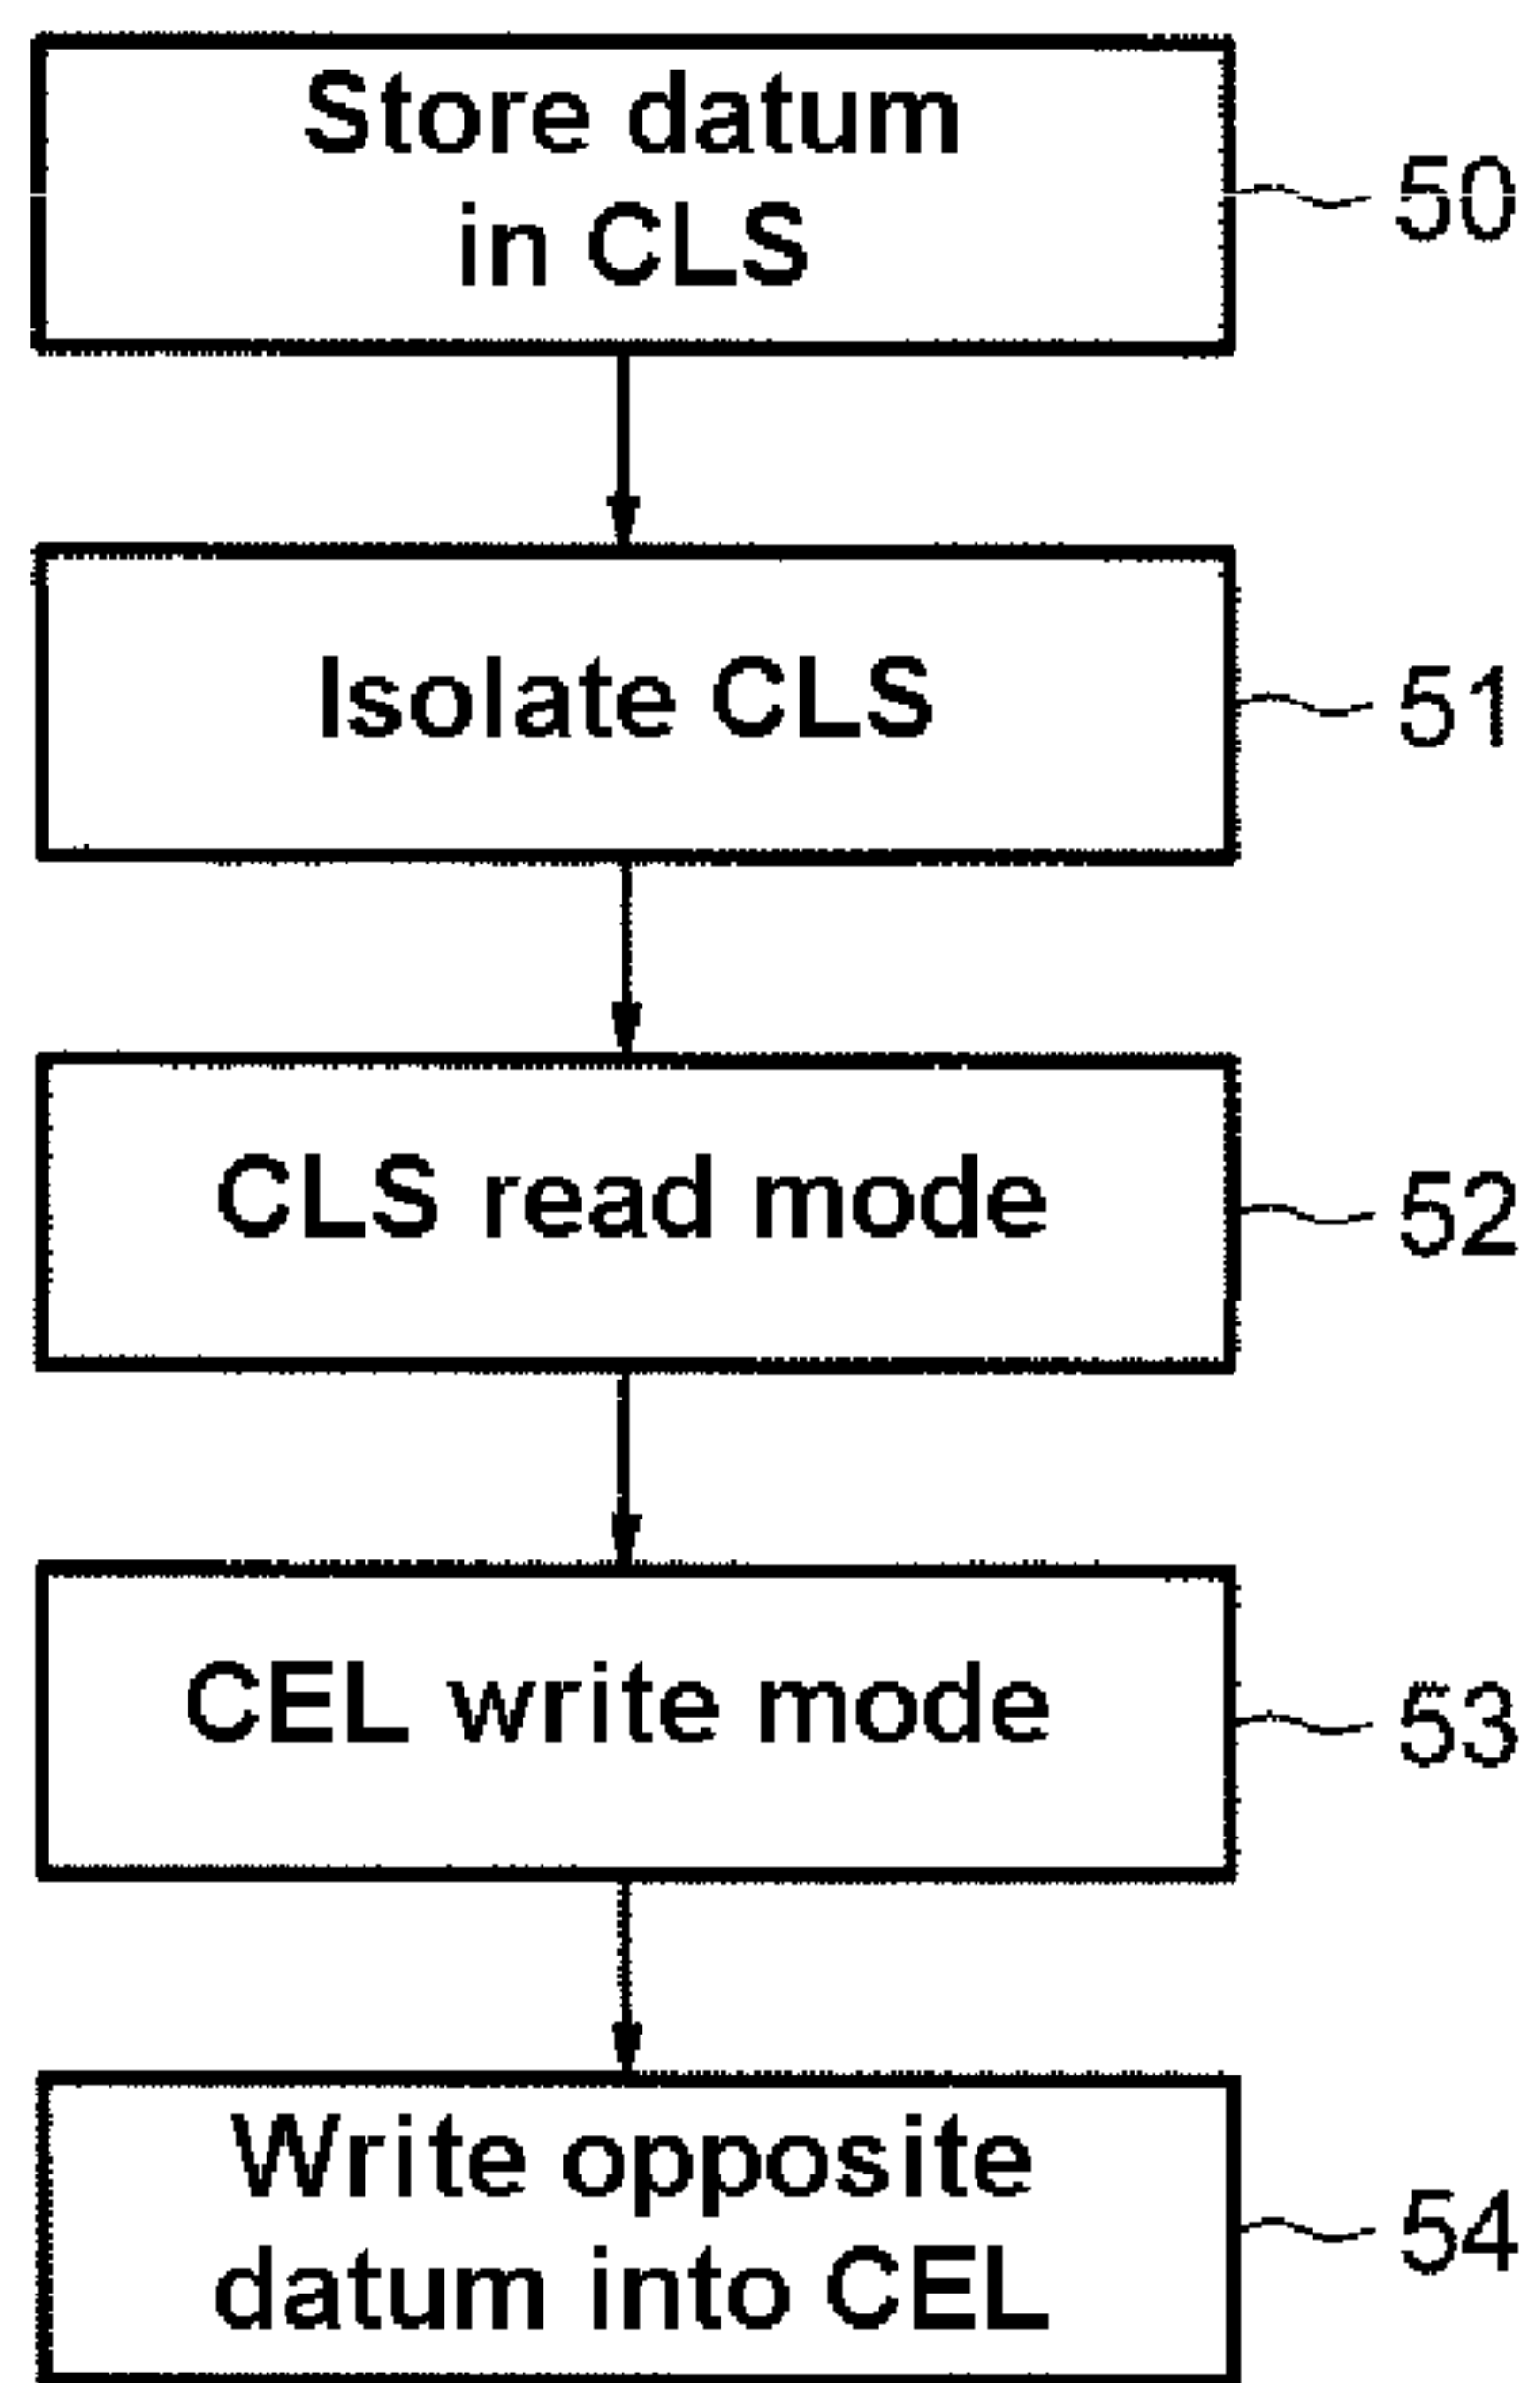 Store datum
in CLS
50
Isolate CLS
51
CLS read mode
52
CEL write mode
53
Write opposite
datum into CEL
54